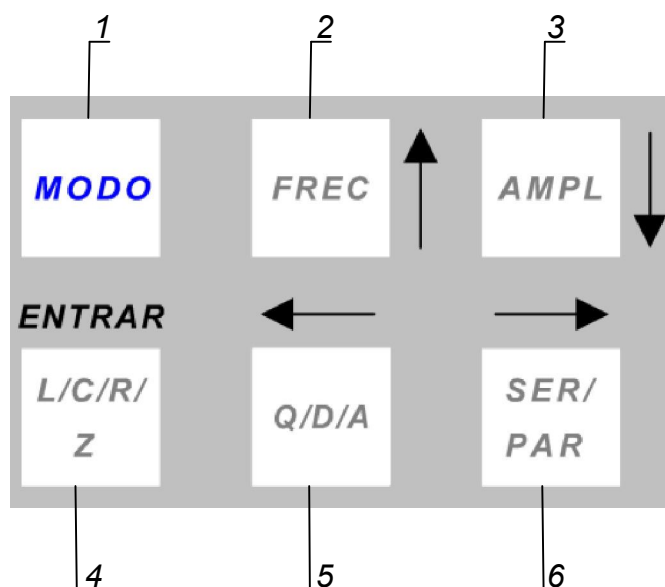 1 2 3
MODO FREC AMPL
ENTRAR
L/C/R/
Z
Q/D/A
SER/
PAR
4 5 6